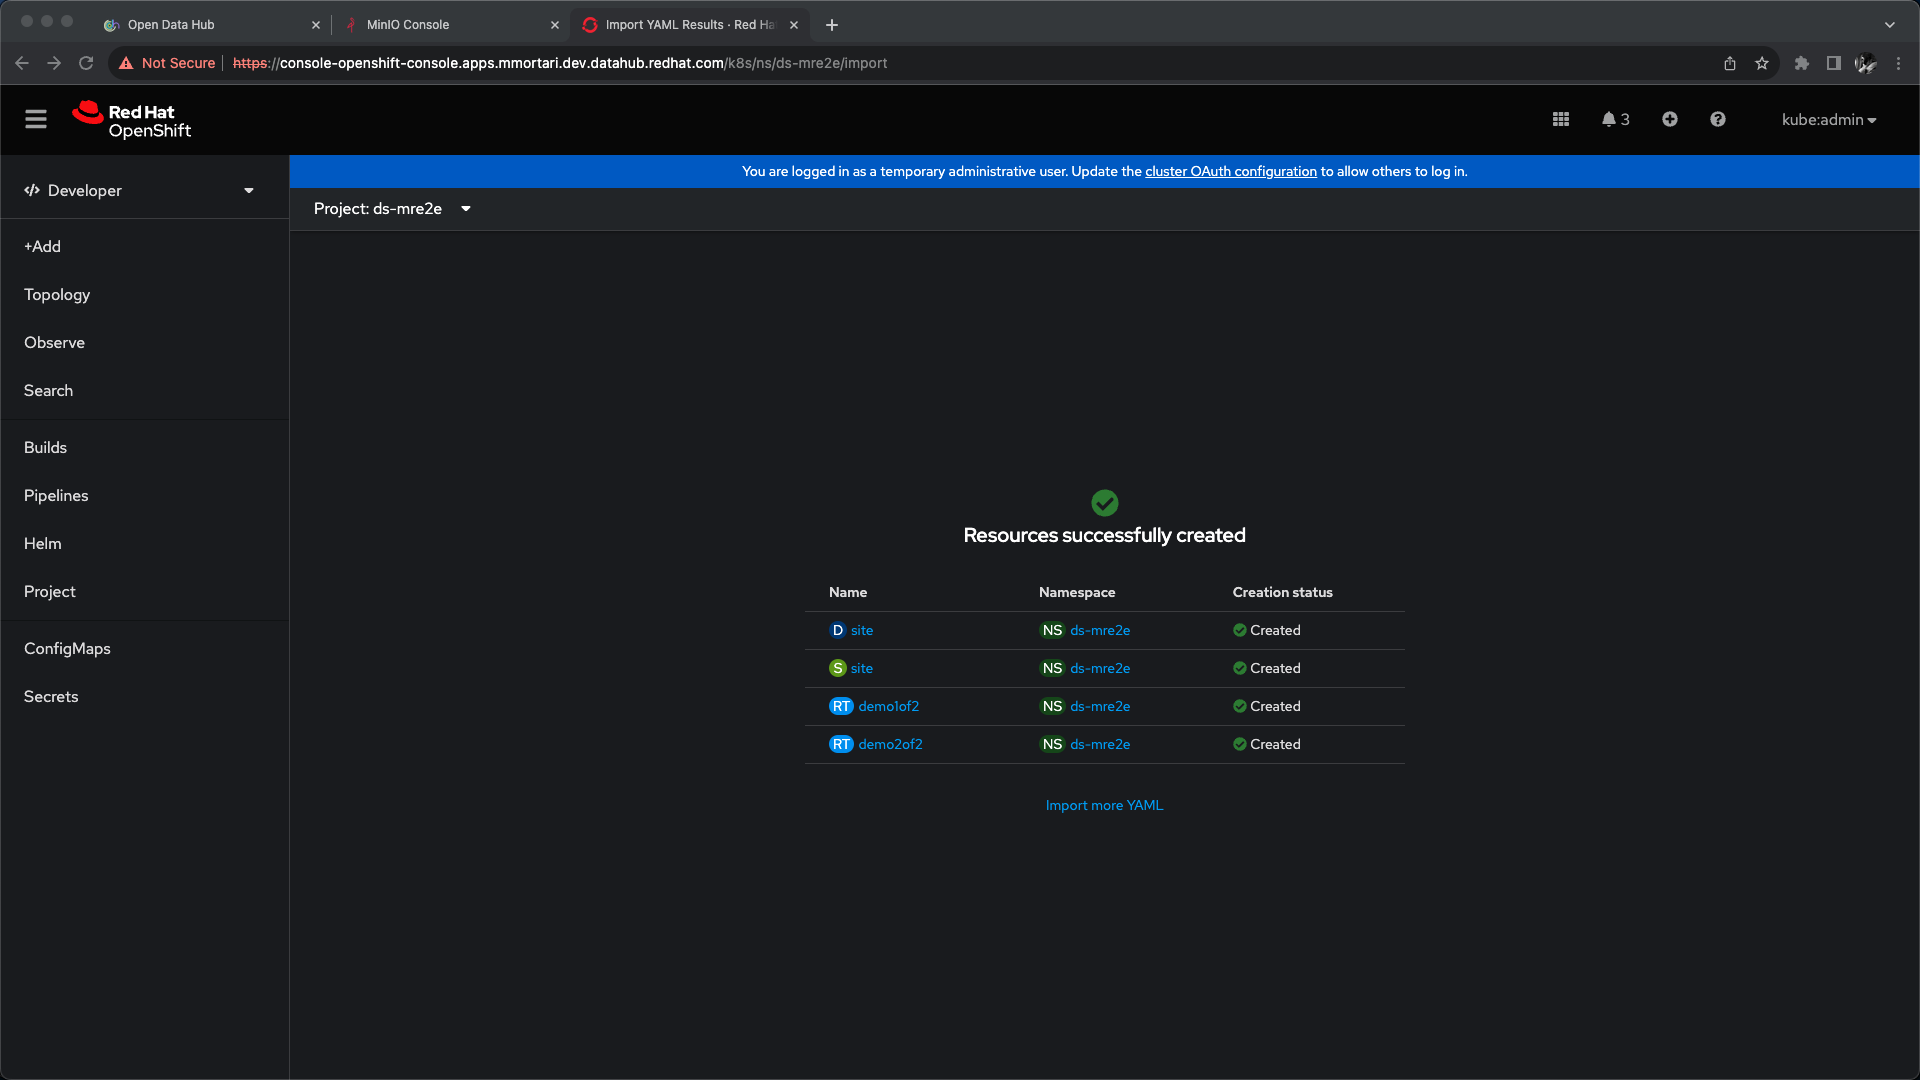 Open Data Hub
MinIO Console
Import YAML Results · Red Ha
Not Secure
https://console-openshift-console.apps.mmortari.dev.datahub.redhat.com/k8s/ns/ds-mre2e/import
Red Hat
OpenShift
3
kube:admin
Developer
You are logged in as a temporary administrative user. Update the cluster OAuth configuration to allow others to log in.
Project: ds-mre2e
+Add
Topology
Observe
Search
Builds
Pipelines
Helm
Project
ConfigMaps
Secrets
Resources successfully created
Name Namespace Creation status
D site NS ds-mre2e Created
S site NS ds-mre2e Created
RT demo1of2 NS ds-mre2e Created
RT demo2of2 NS ds-mre2e Created
Import more YAML